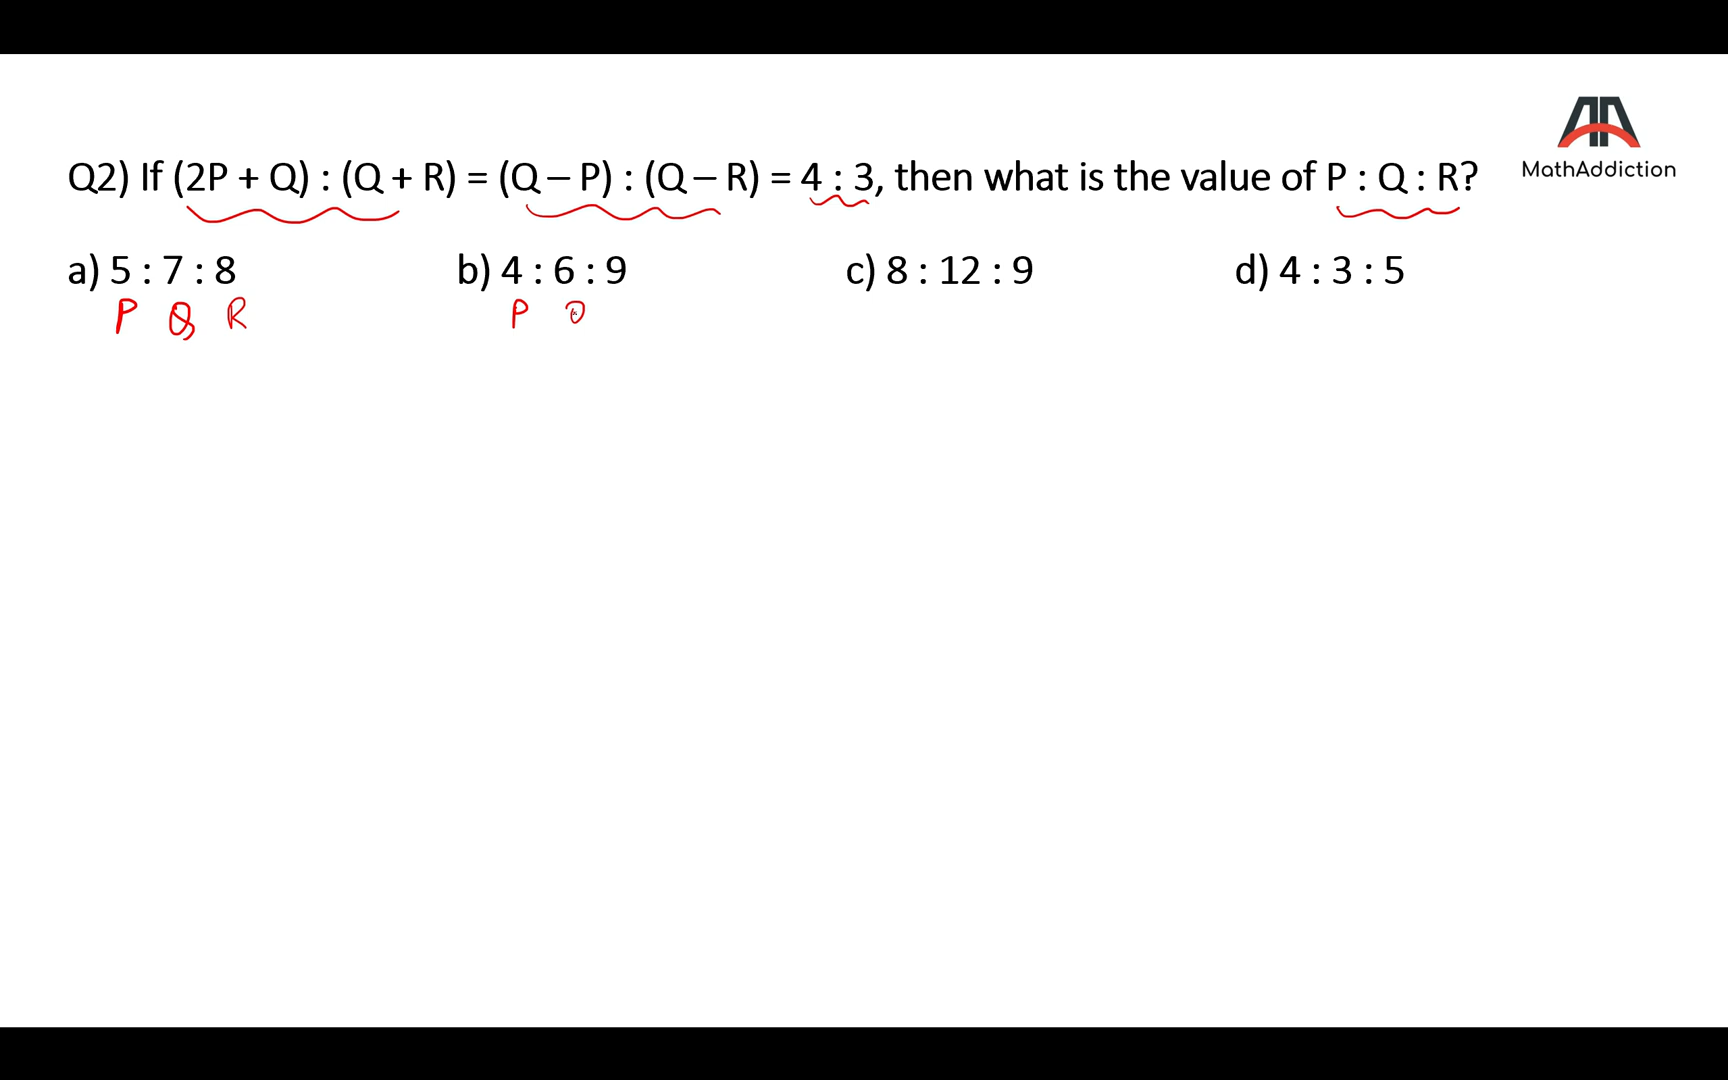 MathAddiction
Q2) If (2P + Q) : (Q + R) = (Q – P) : (Q – R) = 4 : 3, then what is the value of P : Q : R?
a) 5 : 7 : 8 b) 4 : 6 : 9 c) 8 : 12 : 9 d) 4 : 3 : 5
P Q R P